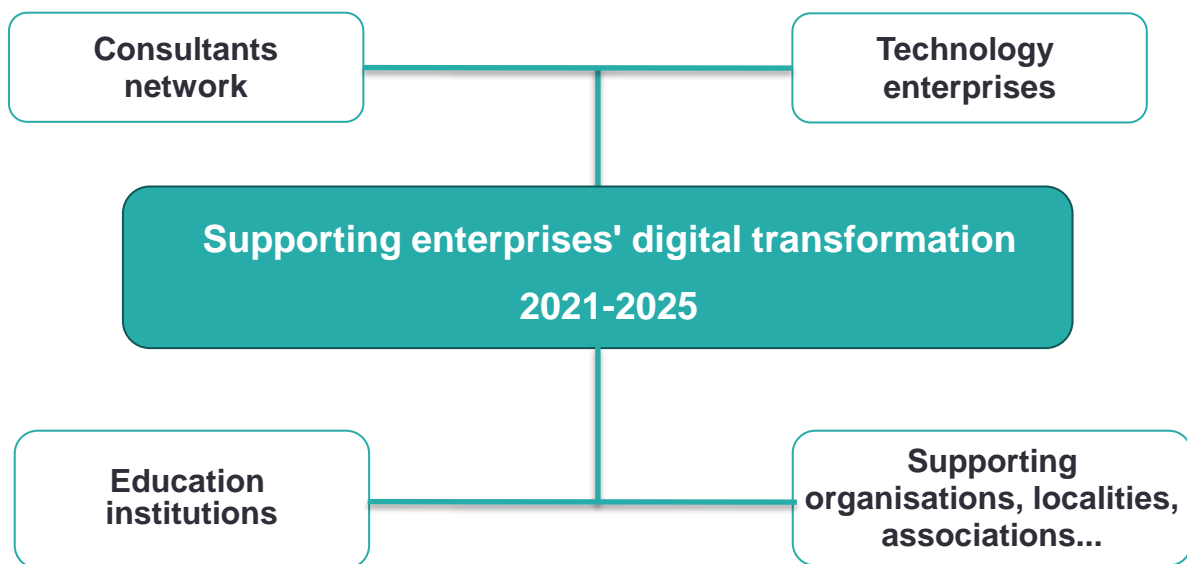 Consultants
network
Technology
enterprises
Supporting enterprises' digital transformation
2021-2025
Education
institutions
Supporting
organisations, localities,
associations...